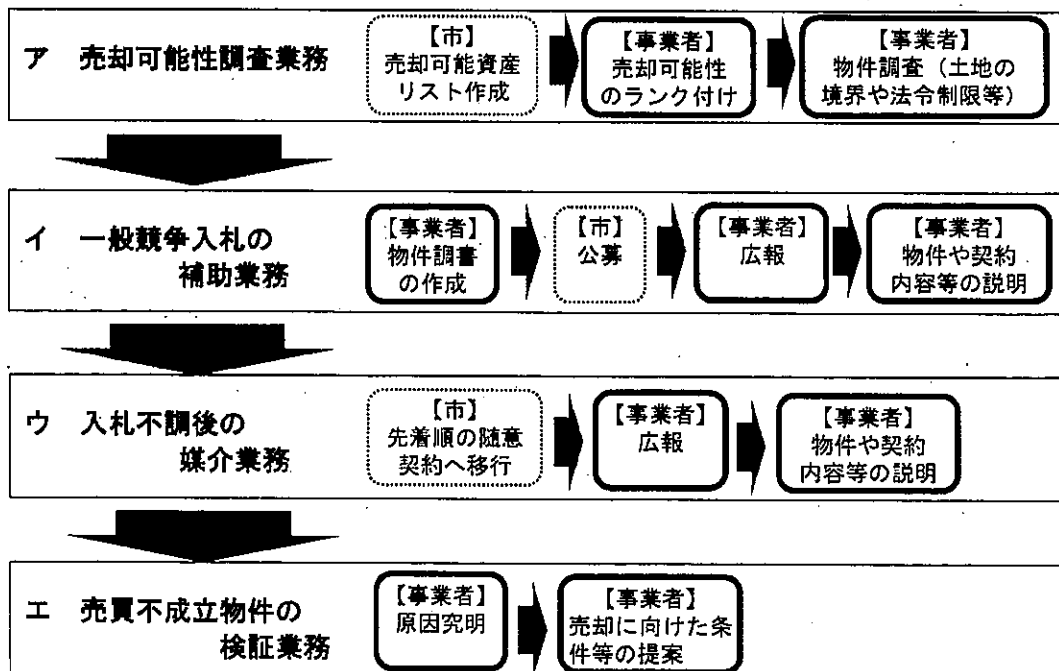 ア 売却可能性調査業務
【市】
売却可能資産
リスト作成
【事業者】
売却可能性
のランク付け
【事業者】
物件調査（土地の
境界や法令制限等）
イ 一般競争入札の
補助業務
【事業者】
物件調書
の作成
【市】
公募
【事業者】
広報
【事業者】
物件や契約
内容等の説明
ウ 入札不調後の
媒介業務
【市】
先着順の随意
契約へ移行
【事業者】
広報
【事業者】
物件や契約
内容等の説明
エ 売買不成立物件の
検証業務
【事業者】
原因究明
【事業者】
売却に向けた条
件等の提案